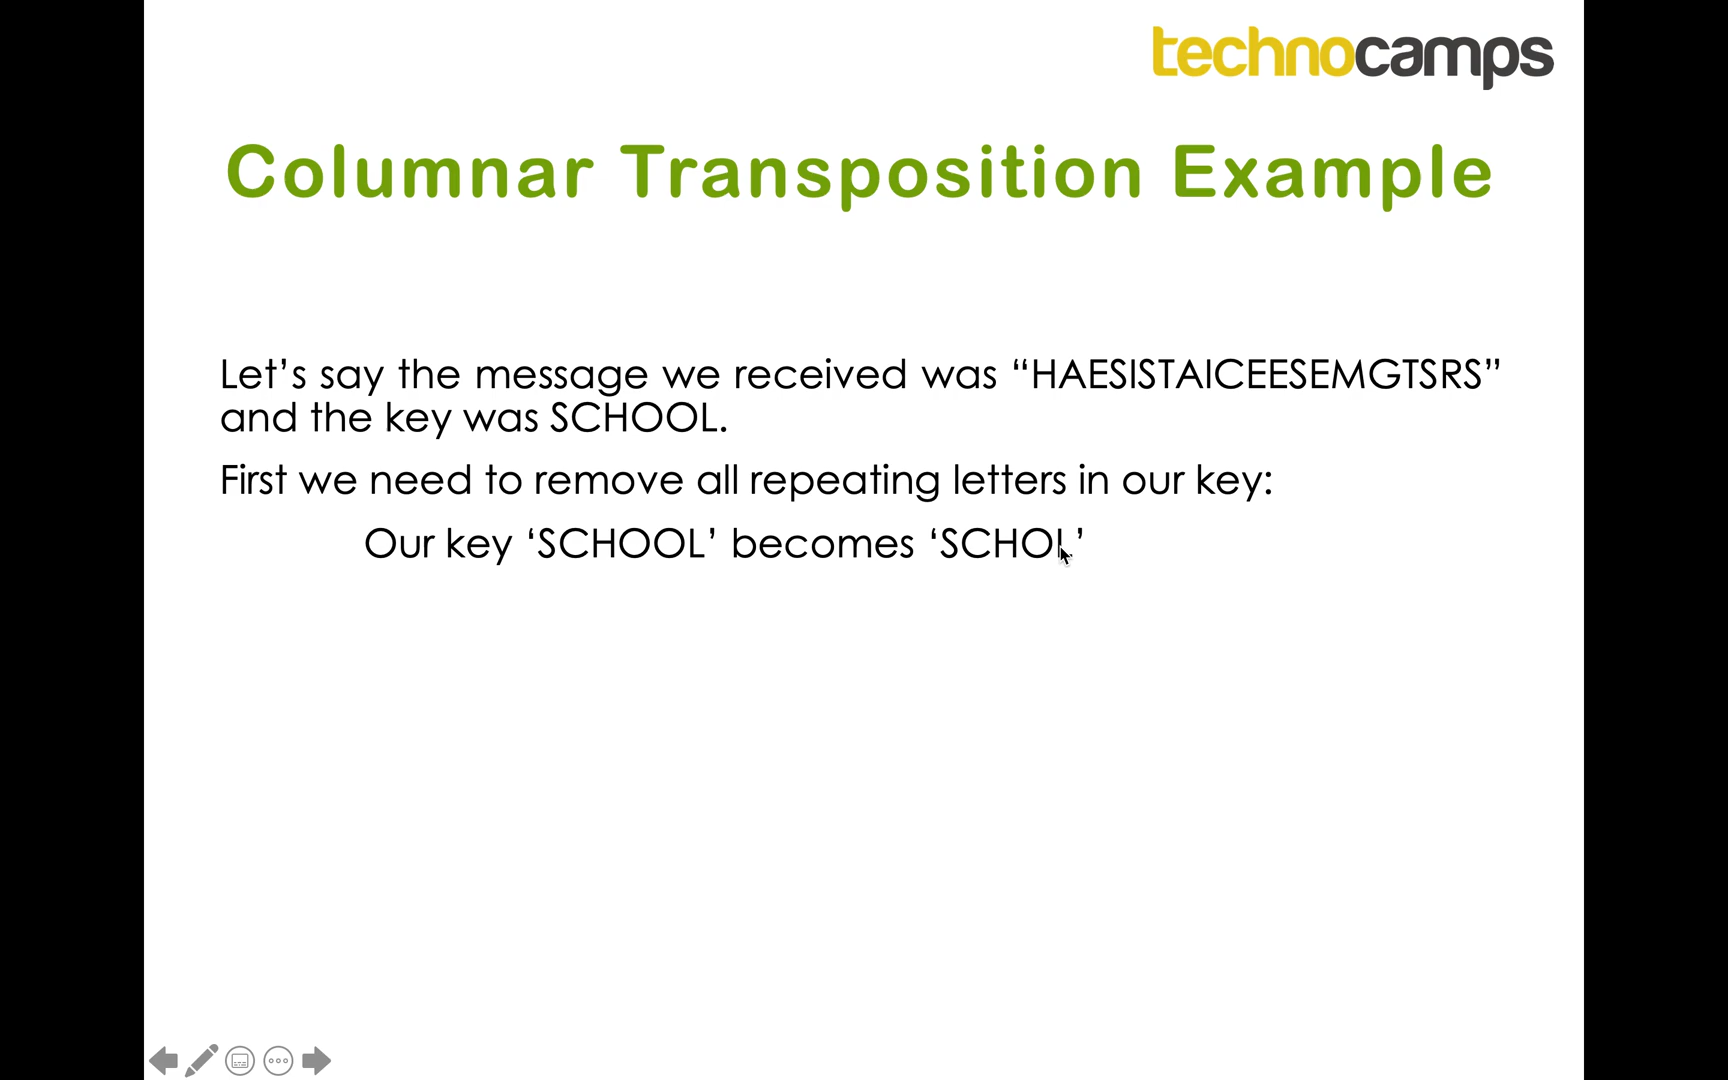 technocamps
Columnar Transposition Example
Let’s say the message we received was “HAESISTAICEESEMGTSRS”
and the key was SCHOOL.
First we need to remove all repeating letters in our key:
Our key ‘SCHOOL’ becomes ‘SCHOL’